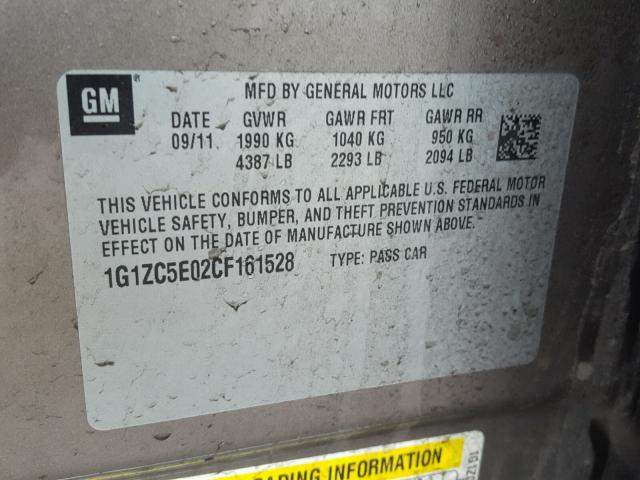 GM
MFD BY GENERAL MOTORS LLC
DATE GVWR GAWR FRT GAWR RR
09/11 1990 KG 1040 KG 950 KG
4387 LB 2293 LB 2094 LB
THIS VEHICLE CONFORMS TO ALL APPLICABLE U.S. FEDERAL MOTOR
VEHICLE SAFETY, BUMPER, AND THEFT PREVENTION STANDARDS IN
EFFECT ON THE DATE OF MANUFACTURE SHOWN ABOVE.
1G1ZC5E02CF161528 TYPE: PASS CAR
ADING INFORMATION